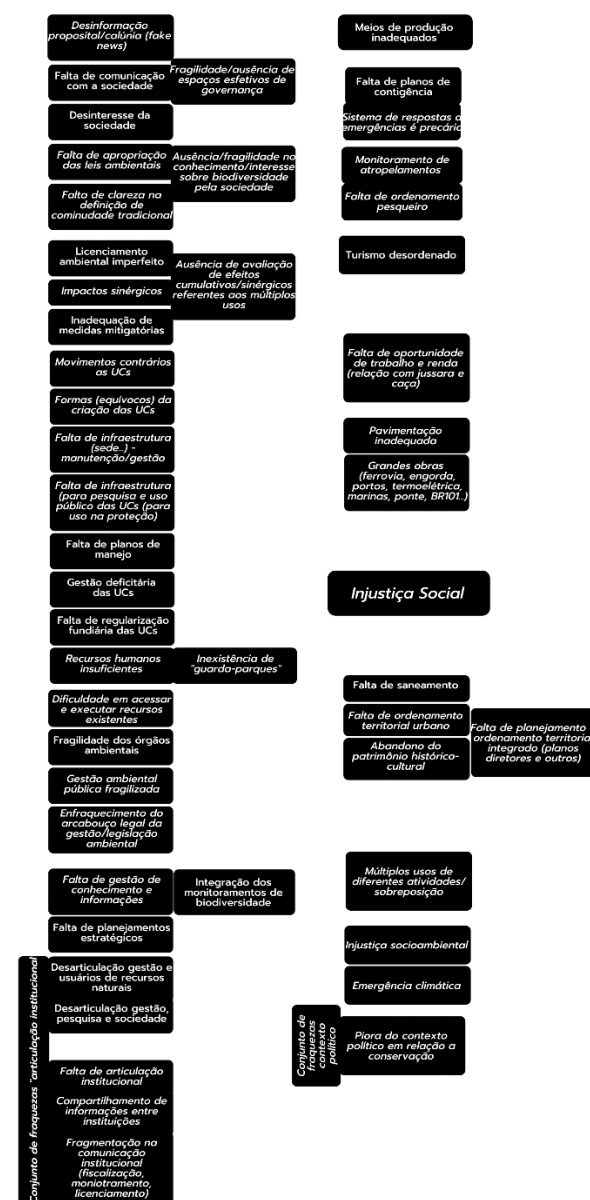 Desinformação
proposital/calúnia (fake
news)
Falta de comunicação
com a sociedade
Fragilidade/ausência de
espaços esfetivos de
governança
Desinteresse da
sociedade
Falta de apropriação
das leis ambientais
Ausência/fragilidade no
conhecimento/interesse
sobre biodiversidade
pela sociedade
Falta de clareza na
definição de
cominudade tradicional
Licenciamento
ambiental imperfeito
Ausência de avaliação
de efeitos
cumulativos/sinérgicos
referentes aos múltiplos
usos
Impactos sinérgicos
Inadequação de
medidas mitigatórias
Movimentos contrários
as UCs
Formas (equívocos) da
criação das UCs
Falta de infraestrutura
(sede..) -
manutenção/gestão
Falta de infraestrutura
(para pesquisa e uso
público das UCs (para
uso na proteção)
Falta de planos de
manejo
Gestão deficitária
das UCs
Falta de regularização
fundiária das UCs
Recursos humanos
insuficientes
Inexistência de
"guarda-parques"
Dificuldade em acessar
e executar recursos
existentes
Fragilidade dos órgãos
ambientais
Gestão ambiental
pública fragilizada
Enfraquecimento do
arcabouço legal da
gestão/legislação
ambiental
Falta de gestão de
conhecimento e
informações
Integração dos
monitoramentos de
biodiversidade
Falta de planejamentos
estratégicos
Conjunto de fraquezas "articulação institucional
Desarticulação gestão e
usuários de recursos
naturais
Desarticulação gestão,
pesquisa e sociedade
Falta de articulação
institucional
Compartilhamento de
informações entre
instituições
Fragmentação na
comunicação
institucional
(fiscalização,
moniotramento,
licenciamento)
Meios de produção
inadequados
Falta de planos de
contigência
Sistema de respostas a
emergências é precário
Monitoramento de
atropelamentos
Falta de ordenamento
pesqueiro
Turismo desordenado
Falta de oportunidade
de trabalho e renda
(relação com jussara e
caça)
Pavimentação
inadequada
Grandes obras
(ferrovia, engorda,
portos, termoelétrica,
marinas, ponte, BR101..)
Injustiça Social
Falta de saneamento
Falta de ordenamento
territorial urbano
Abandono do
patrimônio histórico-
cultural
Falta de planejamento
ordenamento territoria
integrado (planos
diretores e outros)
Múltiplos usos de
diferentes atividades/
sobreposição
Injustiça socioambiental
Emergência climática
Conjunto de
fraquezas
contexto
político
Piora do contexto
político em relação a
conservação